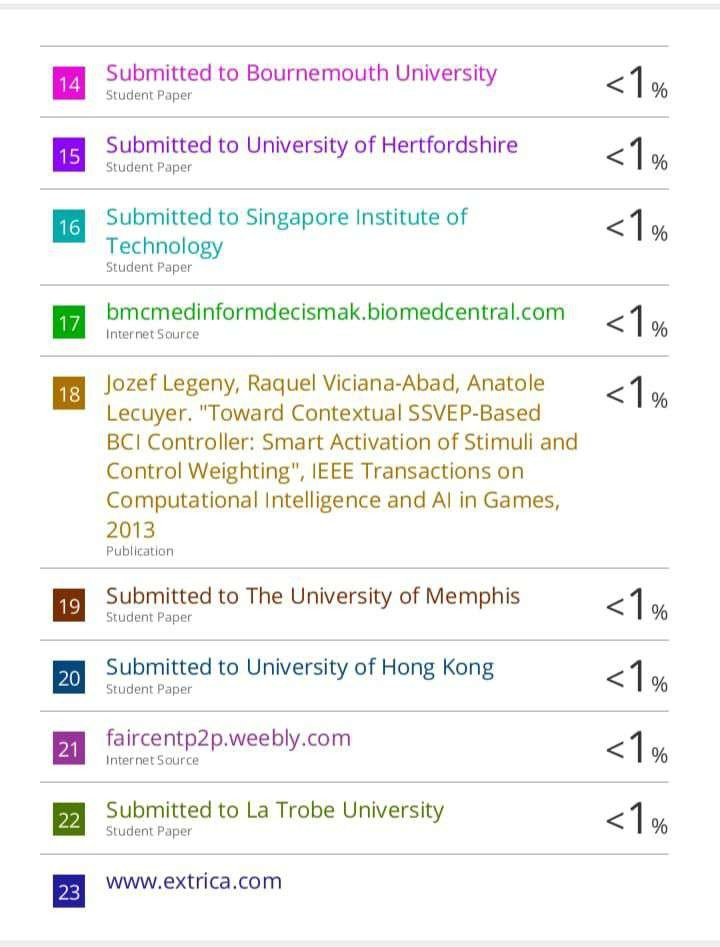 14
Submitted to Bournemouth University
Student Paper
<1%
15
Submitted to University of Hertfordshire
Student Paper
<1%
16
Submitted to Singapore Institute of
Technology
Student Paper
<1%
17
bmcmedinformdecismak.biomedcentral.com
Internet Source
<1%
18
Jozef Legeny, Raquel Viciana-Abad, Anatole
Lecuyer. "Toward Contextual SSVEP-Based
BCI Controller: Smart Activation of Stimuli and
Control Weighting", IEEE Transactions on
Computational Intelligence and AI in Games,
2013
Publication
<1%
19
Submitted to The University of Memphis
Student Paper
<1%
20
Submitted to University of Hong Kong
Student Paper
<1%
21
faircentp2p.weebly.com
Internet Source
<1%
22
Submitted to La Trobe University
Student Paper
<1%
23
www.extrica.com